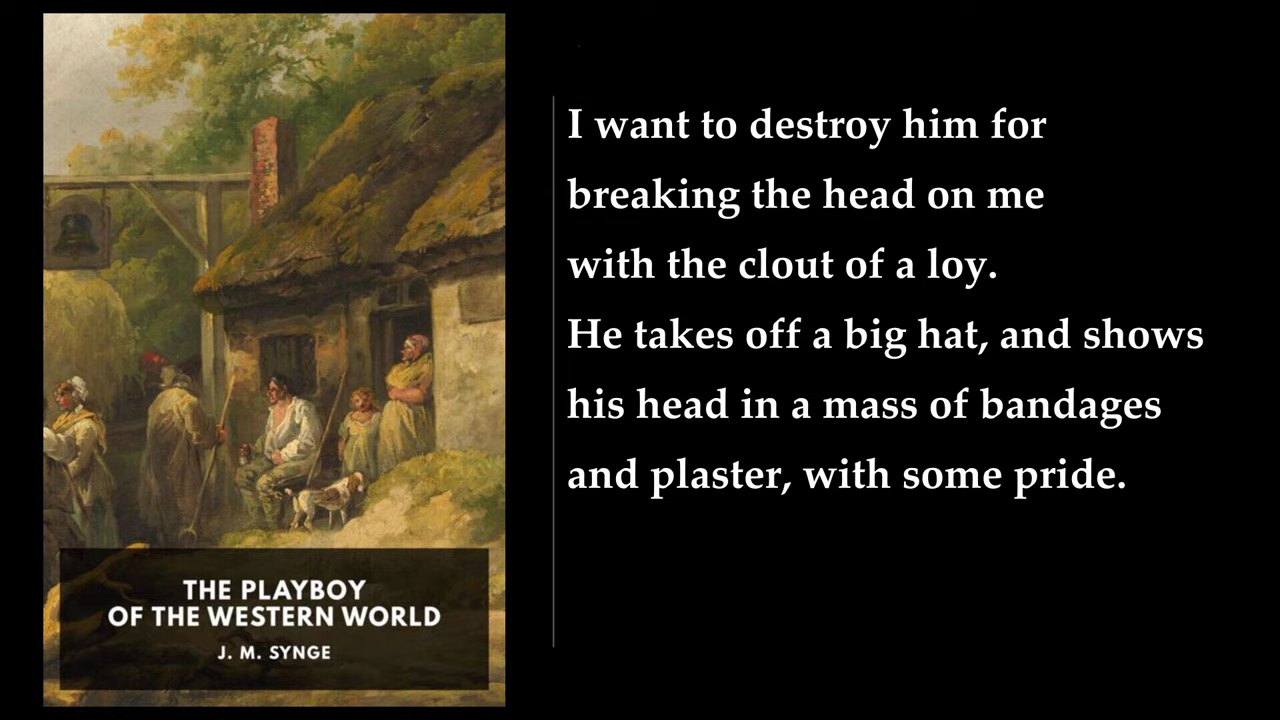 I want to destroy him for
breaking the head on me
with the clout of a loy.
He takes off a big hat, and shows
his head in a mass of bandages
and plaster, with some pride.
THE PLAYBOY
OF THE WESTERN WORLD
J. M. SYNGE